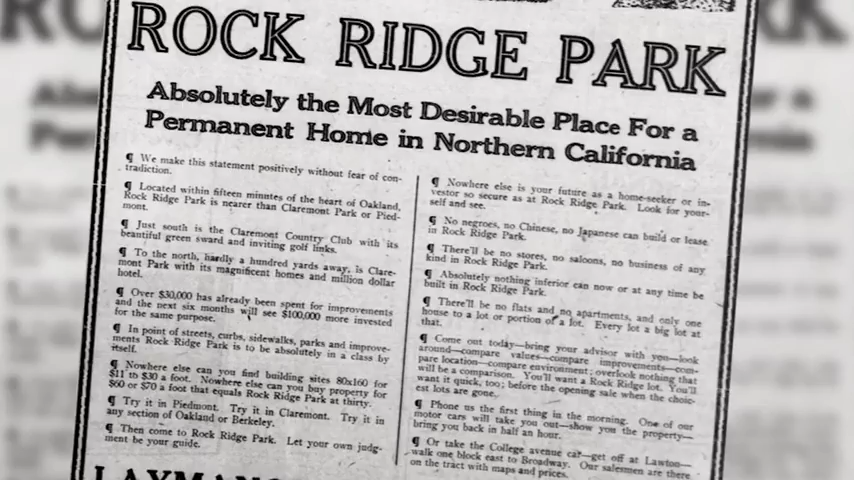 ROCK RIDGE PARK
Absolutely the Most Desirable Place For a
Permanent Home in Northern California
¶ We make this statement positively without fear of con-
tradiction.
¶ Located within fifteen minutes of the heart of Oakland,
Rock Ridge Park is nearer than Claremont Park or Pied-
mont.
¶ Just south is the Claremont Country Club with its
beautiful green sward and inviting golf links.
¶ To the north, hardly a hundred yards away, is Clare-
mont Park with its magnificent homes and million dollar
hotel.
¶ Over $30,000 has already been spent for improvements
and the next six months will see $100,000 more invested
for the same purpose.
¶ In point of streets, curbs, sidewalks, parks and improve-
ments Rock Ridge Park is to be absolutely in a class by
itself.
¶ Nowhere else can you find building sites 80x160 for
$11 to $30 a foot. Nowhere else can you buy property for
$60 or $70 a foot that equals Rock Ridge Park at thirty.
¶ Try it in Piedmont. Try it in Claremont. Try it in
any section of Oakland or Berkeley.
¶ Then come to Rock Ridge Park. Let your own judg-
ment be your guide.
¶ Nowhere else is your future as a home-seeker or in-
vestor so secure as at Rock Ridge Park. Look for your-
self and see.
¶ No negroes, no Chinese, no Japanese can build or lease
in Rock Ridge Park.
¶ There'll be no stores, no saloons, no business of any
kind in Rock Ridge Park.
¶ Absolutely nothing inferior can now or at any time be
built in Rock Ridge Park.
¶ There'll be no flats and no apartments, and only one
house to a lot or portion of a lot. Every lot a big lot at
that.
¶ Come out today—bring your advisor with you—look
around—compare values—compare improvements—com-
pare location—compare environment; overlook nothing that
will be a comparison. You'll want a Rock Ridge lot. You'll
want it quick, too; before the opening sale when the choic-
est lots are gone.
¶ Phone us the first thing in the morning. One of our
motor cars will take you out—show you the property—
bring you back in half an hour.
¶ Or take the College avenue car—get off at Lawton—
walk one block east to Broadway. Our salesmen are there
on the tract with maps and prices.